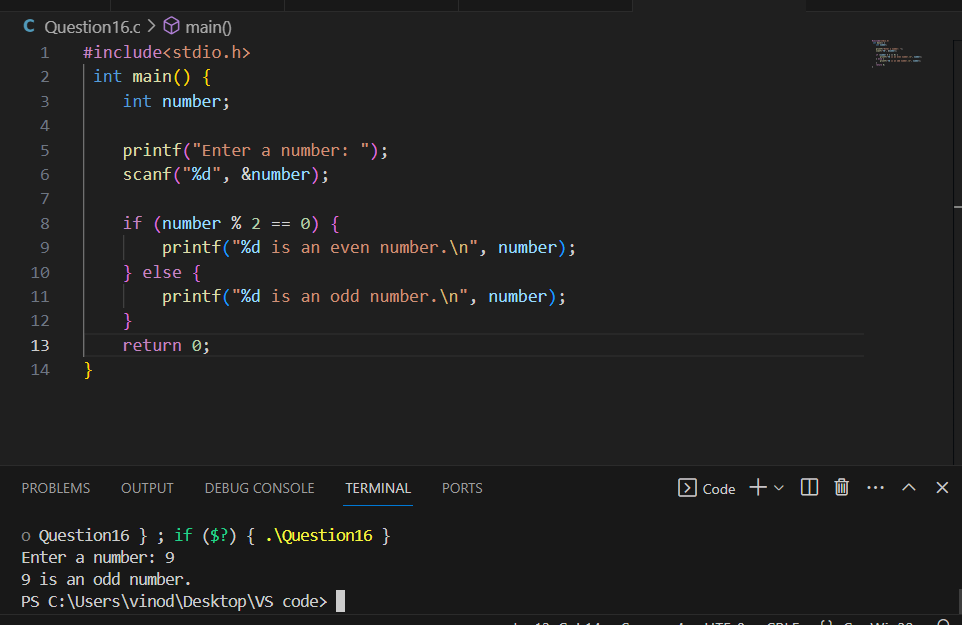 C Question16.c > main()
1 #include<stdio.h>
2 int main() {
3 int number;
4
5 printf("Enter a number: ");
6 scanf("%d", &number);
7
8 if (number % 2 == 0) {
9 printf("%d is an even number.\n", number);
10 } else {
11 printf("%d is an odd number.\n", number);
12 }
13 return 0;
14 }
PROBLEMS OUTPUT DEBUG CONSOLE TERMINAL PORTS Code
o Question16 } ; if ($?) { .\Question16 }
Enter a number: 9
9 is an odd number.
PS C:\Users\vinod\Desktop\VS code>